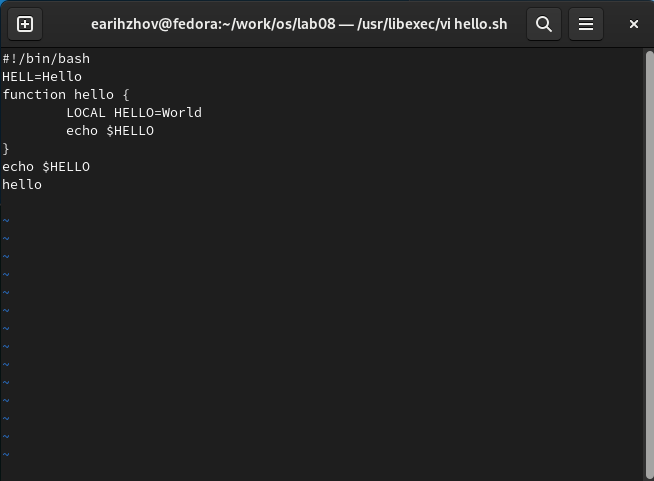 earihzhov@fedora:~/work/os/lab08 — /usr/libexec/vi hello.sh
#!/bin/bash
HELL=Hello
function hello {
        LOCAL HELLO=World
        echo $HELLO
}
echo $HELLO
hello
~
~
~
~
~
~
~
~
~
~
~
~
~
~